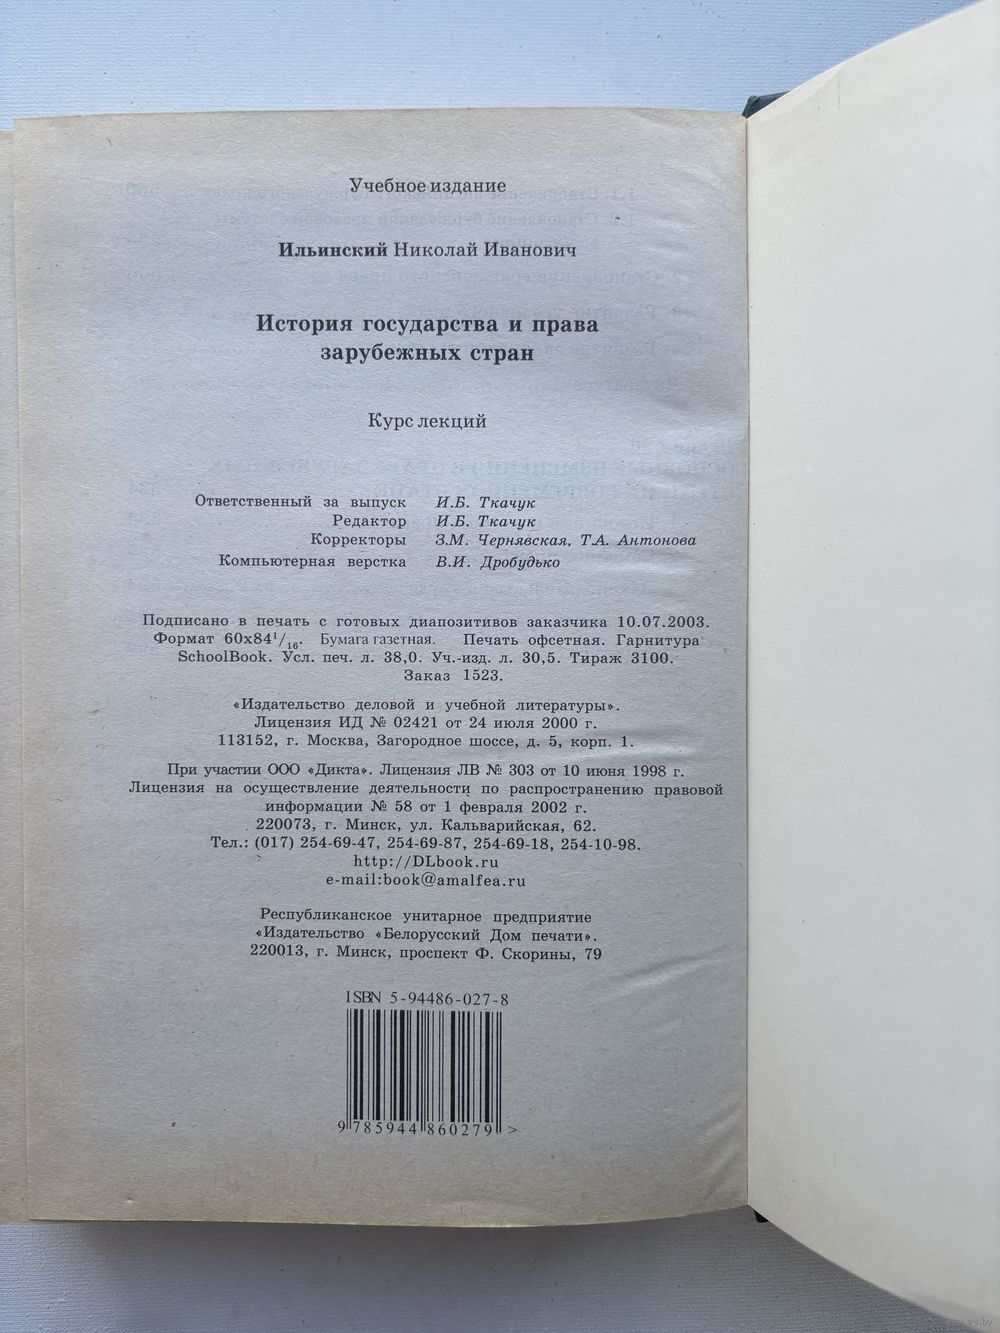 Учебное издание
Ильинский Николай Иванович
История государства и права
зарубежных стран
Курс лекций
Ответственный за выпуск И.Б. Ткачук
Редактор И.Б. Ткачук
Корректоры З.М. Чернявская, Т.А. Антонова
Компьютерная верстка В.И. Дробудько
Подписано в печать с готовых диапозитивов заказчика 10.07.2003.
Формат 60х84¹/₁₆. Бумага газетная. Печать офсетная. Гарнитура
SchoolBook. Усл. печ. л. 38,0. Уч.-изд. л. 30,5. Тираж 3100.
Заказ 1523.
«Издательство деловой и учебной литературы».
Лицензия ИД № 02421 от 24 июля 2000 г.
113152, г. Москва, Загородное шоссе, д. 5, корп. 1.
При участии ООО «Дикта». Лицензия ЛВ № 303 от 10 июня 1998 г.
Лицензия на осуществление деятельности по распространению правовой
информации № 58 от 1 февраля 2002 г.
220073, г. Минск, ул. Кальварийская, 62.
Тел.: (017) 254-69-47, 254-69-87, 254-69-18, 254-10-98.
http://DLbook.ru
e-mail:book@amalfea.ru
Республиканское унитарное предприятие
«Издательство «Белорусский Дом печати».
220013, г. Минск, проспект Ф. Скорины, 79
ISBN 5-94486-027-8
9 785944 860279 >
www.ay.by